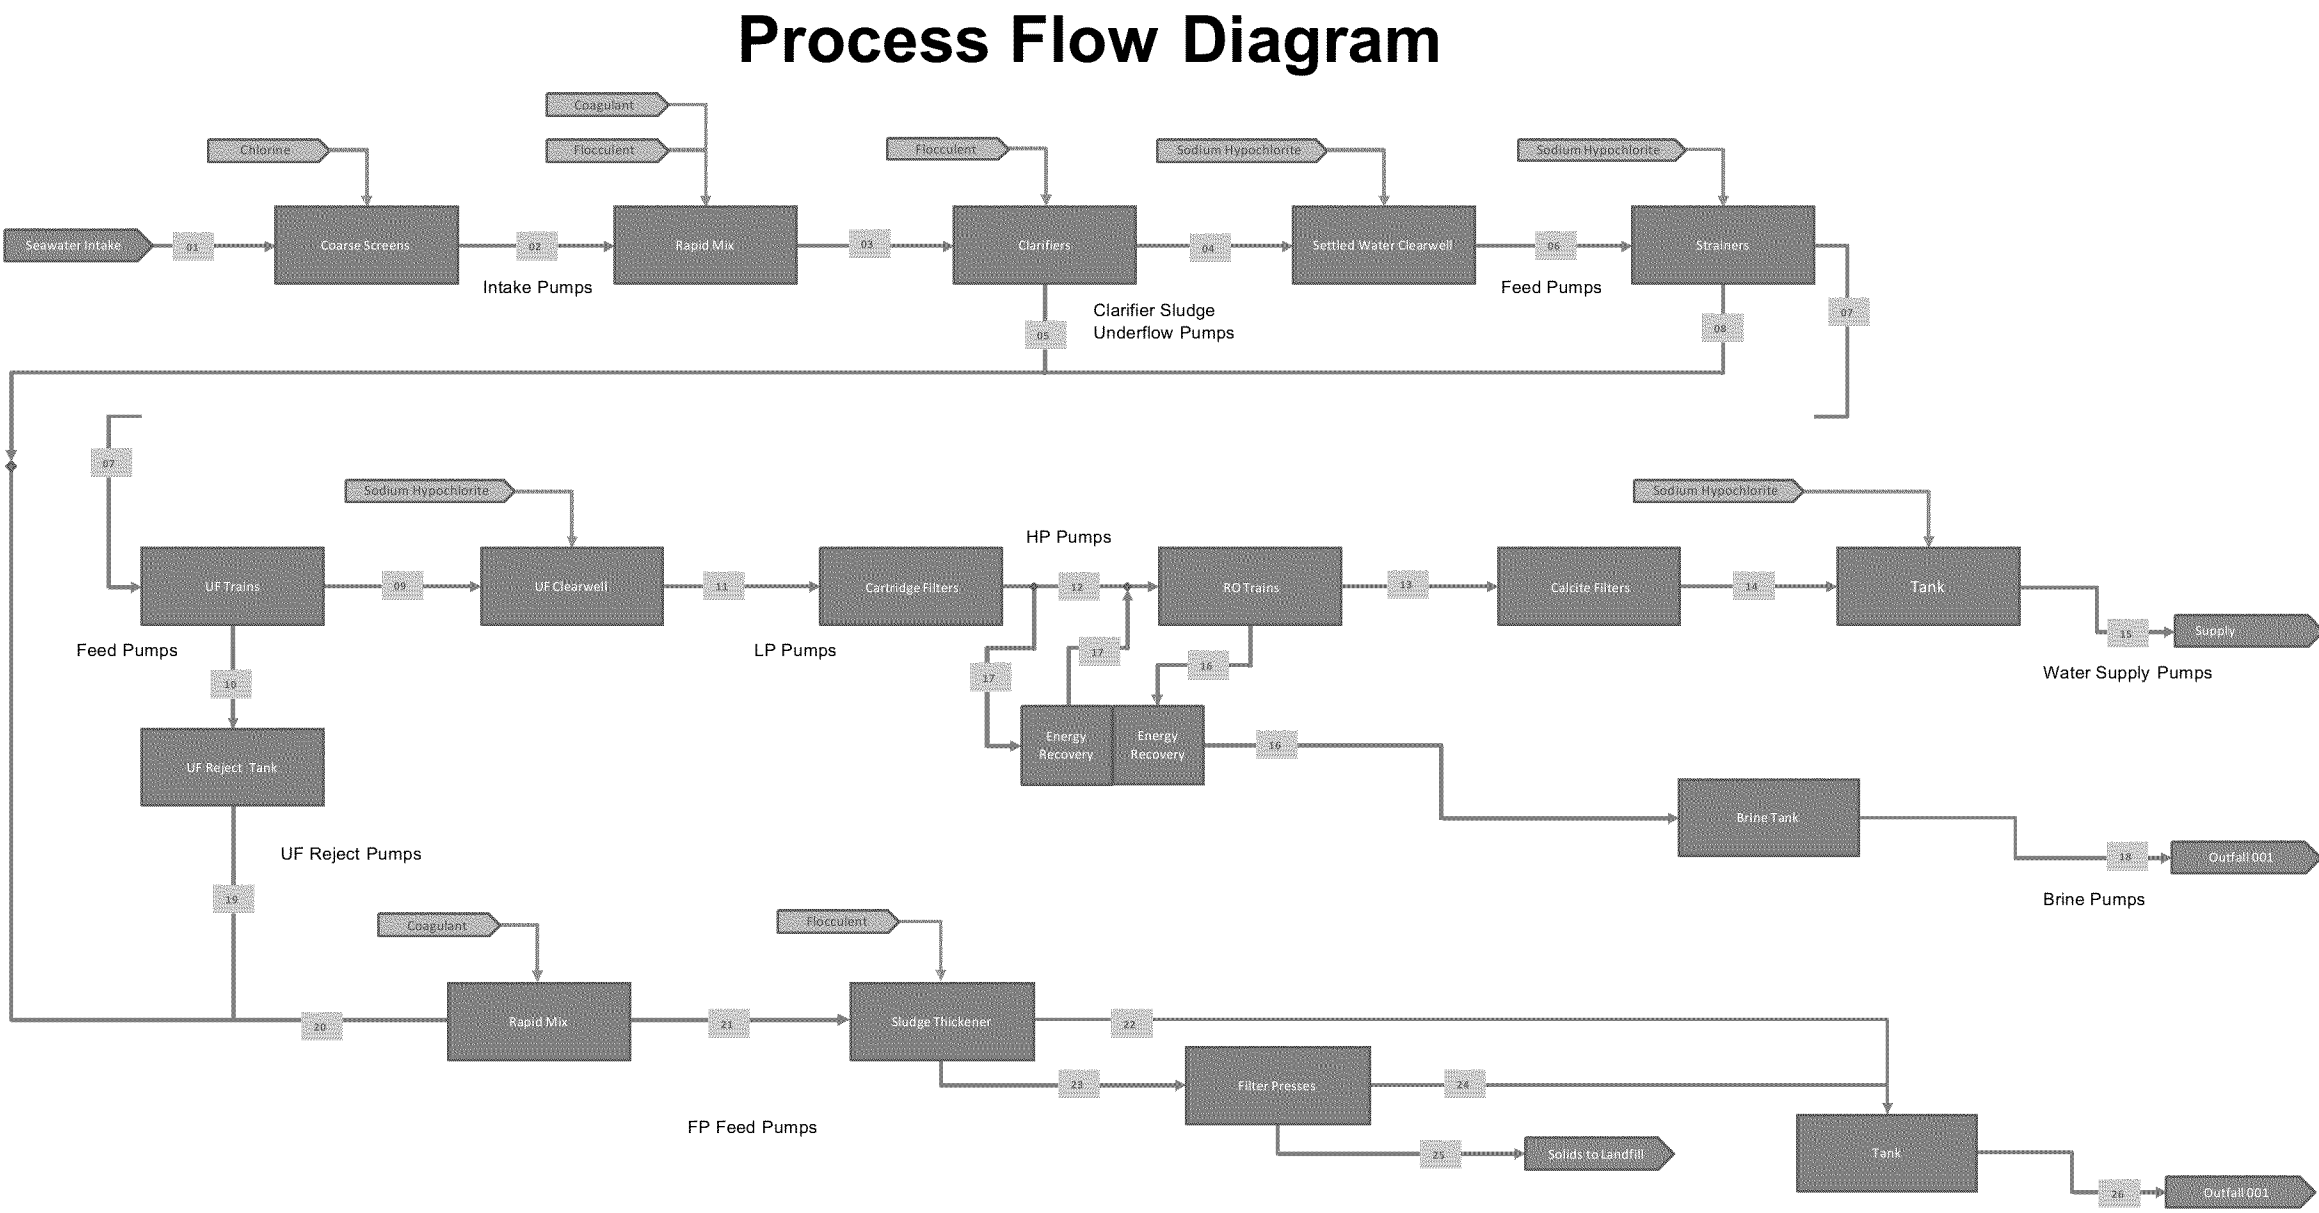 Process Flow Diagram
Coagulant
Chlorine
Flocculent
Flocculent
Sodium Hypochlorite
Sodium Hypochlorite
Seawater Intake
01
Coarse Screens
02
Rapid Mix
03
Clarifiers
04
Settled Water Clearwell
06
Strainers
Intake Pumps
Feed Pumps
Clarifier Sludge
Underflow Pumps
05
08
07
07
Sodium Hypochlorite
Sodium Hypochlorite
HP Pumps
UF Trains
09
UF Clearwell
11
Cartridge Filters
12
RO Trains
13
Calcite Filters
14
Tank
15
Supply
Feed Pumps
LP Pumps
17
17
16
Water Supply Pumps
10
Energy
Recovery
Energy
Recovery
16
UF Reject Tank
Brine Tank
18
Outfall 001
UF Reject Pumps
Brine Pumps
19
Coagulant
Flocculent
20
Rapid Mix
21
Sludge Thickener
22
23
Filter Presses
24
FP Feed Pumps
25
Solids to Landfill
Tank
26
Outfall 001